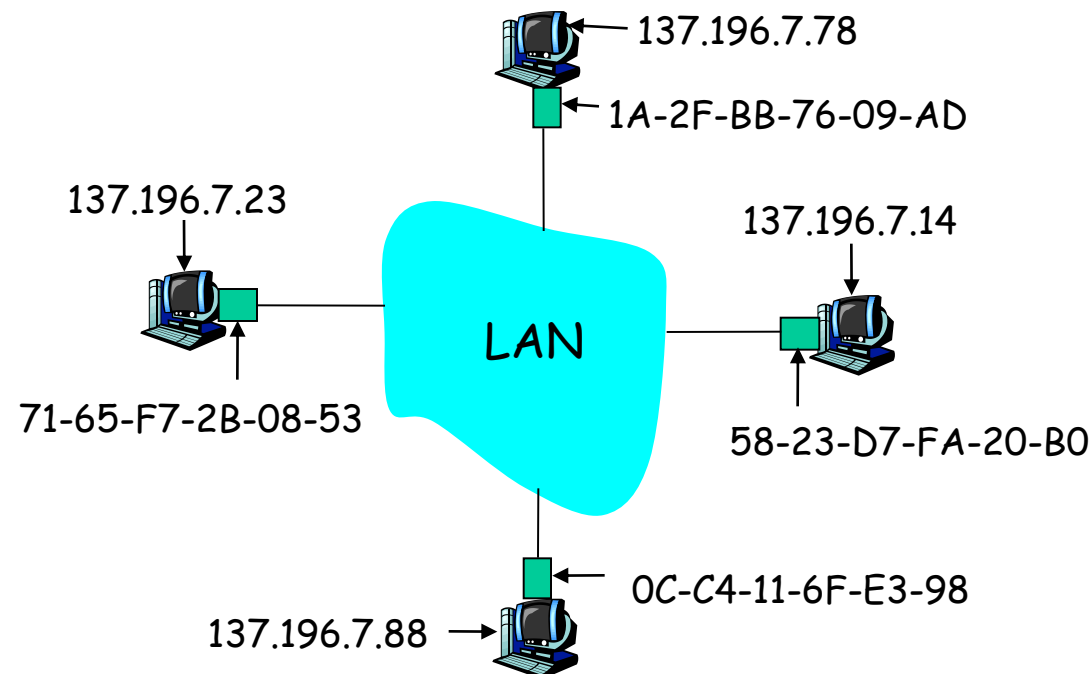 137.196.7.78
1A-2F-BB-76-09-AD
137.196.7.23
137.196.7.14
LAN
71-65-F7-2B-08-53
58-23-D7-FA-20-B0
0C-C4-11-6F-E3-98
137.196.7.88